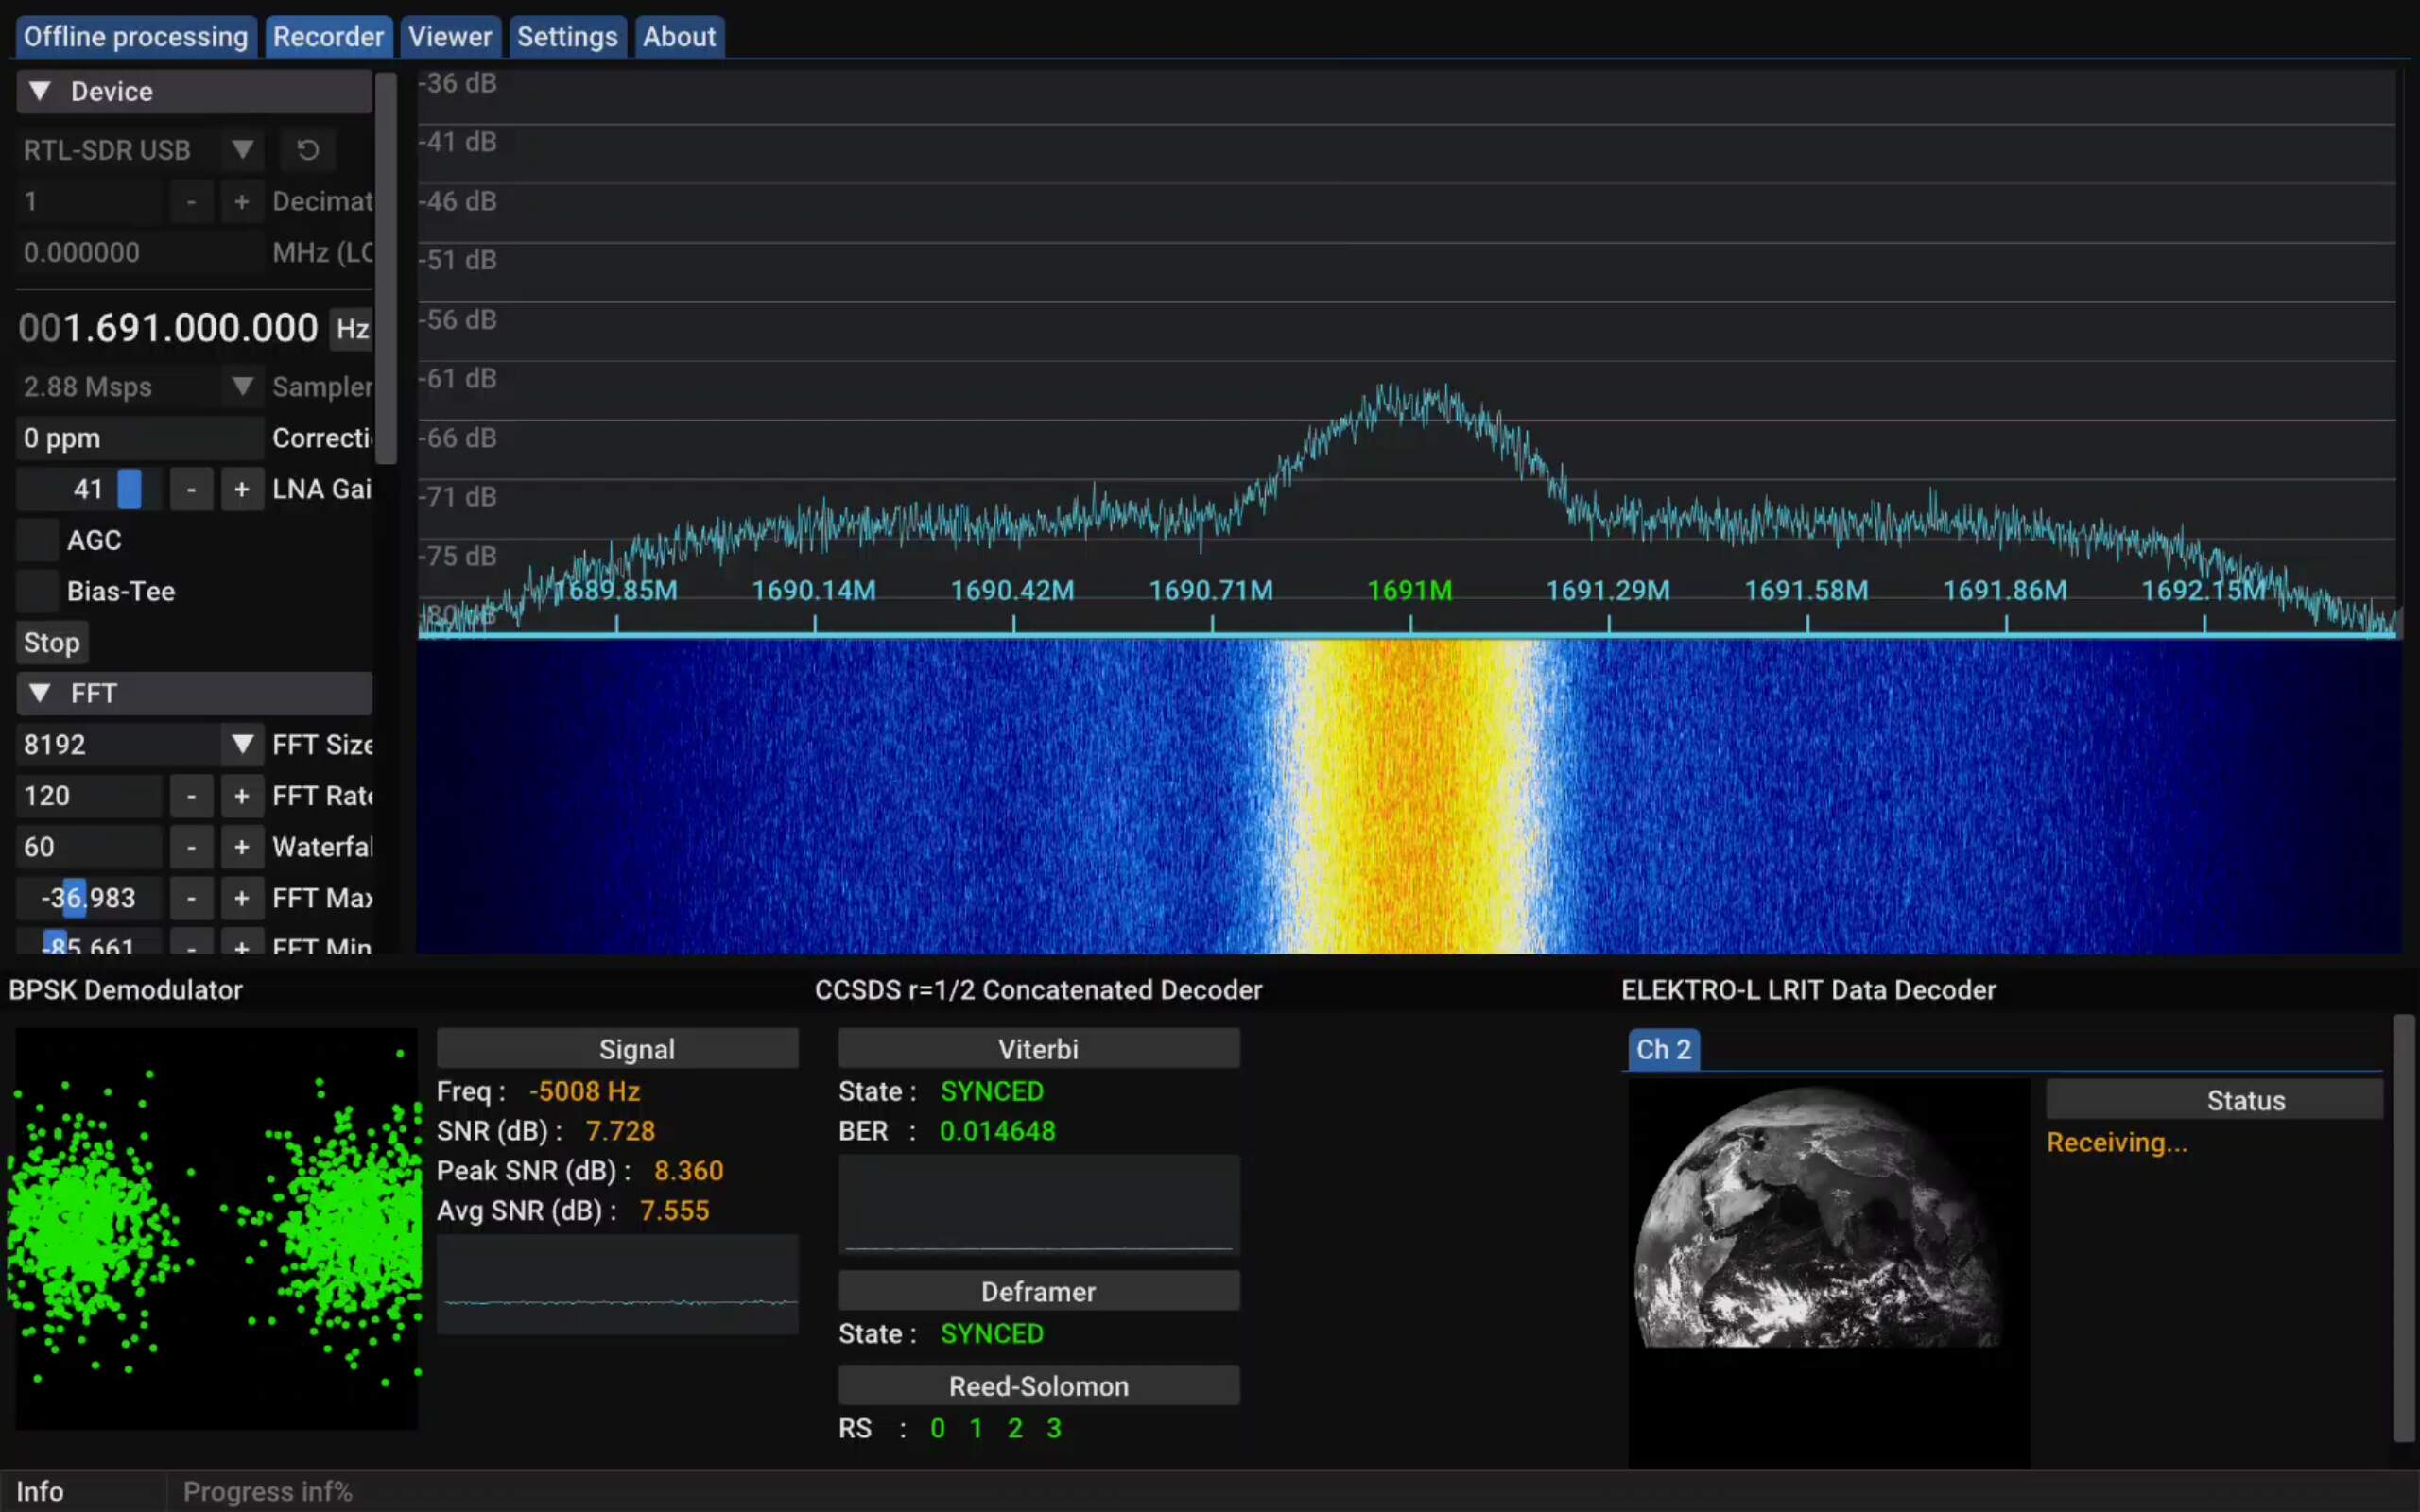 Offline processing Recorder Viewer Settings About
Device
RTL-SDR USB
1 - + Decimat
0.000000 MHz (LO
001.691.000.000 Hz
2.88 Msps Sampler
0 ppm Correcti
41 - + LNA Gai
AGC
Bias-Tee
Stop
FFT
8192 FFT Size
120 - + FFT Rate
60 - + Waterfal
-36.983 - + FFT Max
-85.661 - + FFT Min
-36 dB
-41 dB
-46 dB
-51 dB
-56 dB
-61 dB
-66 dB
-71 dB
-75 dB
-80 dB
1689.85M 1690.14M 1690.42M 1690.71M 1691M 1691.29M 1691.58M 1691.86M 1692.15M
BPSK Demodulator
Signal
Freq : -5008 Hz
SNR (dB) : 7.728
Peak SNR (dB) : 8.360
Avg SNR (dB) : 7.555
CCSDS r=1/2 Concatenated Decoder
Viterbi
State : SYNCED
BER : 0.014648
Deframer
State : SYNCED
Reed-Solomon
RS : 0 1 2 3
ELEKTRO-L LRIT Data Decoder
Ch 2
Status
Receiving...
Info Progress inf%